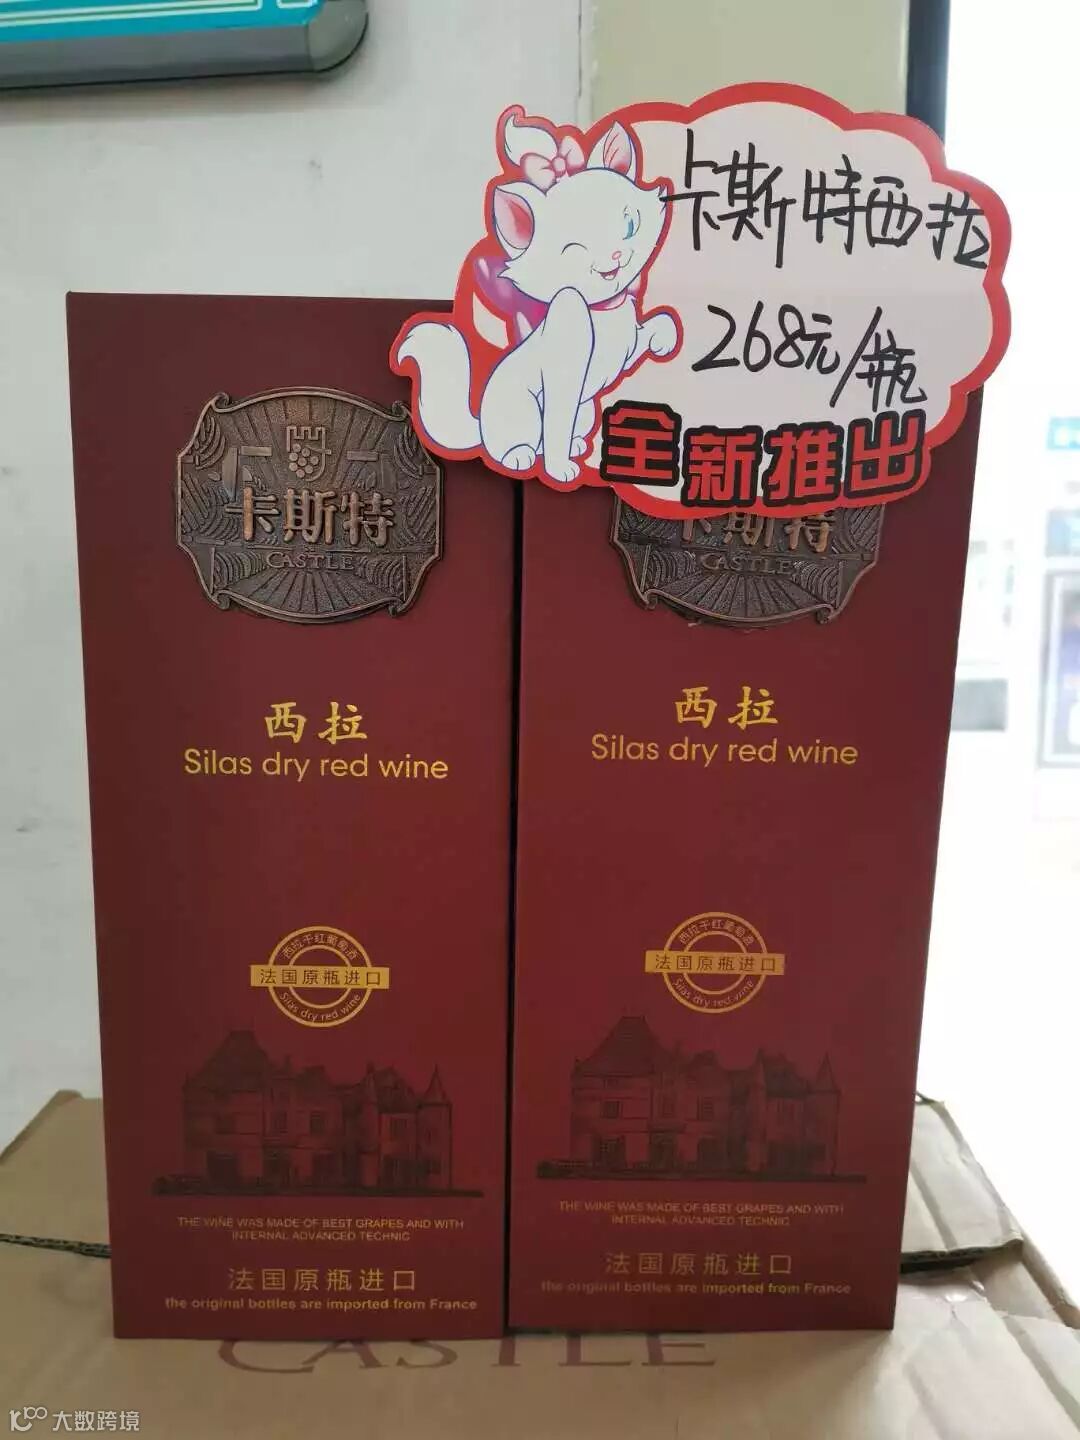 卡斯特西拉
268元/瓶
全新推出
卡斯特
CASTLE
西拉
Silas dry red wine
西拉干红葡萄酒
法国原瓶进口
Silas dry red wine
THE WINE WAS MADE OF BEST GRAPES AND WITH
INTERNAL ADVANCED TECHNIC
法国原瓶进口
the original bottles are imported from France
卡斯特
CASTLE
西拉
Silas dry red wine
西拉干红葡萄酒
法国原瓶进口
Silas dry red wine
THE WINE WAS MADE OF BEST GRAPES AND WITH
INTERNAL ADVANCED TECHNIC
法国原瓶进口
the original bottles are imported from France
CASTLE
大数跨境